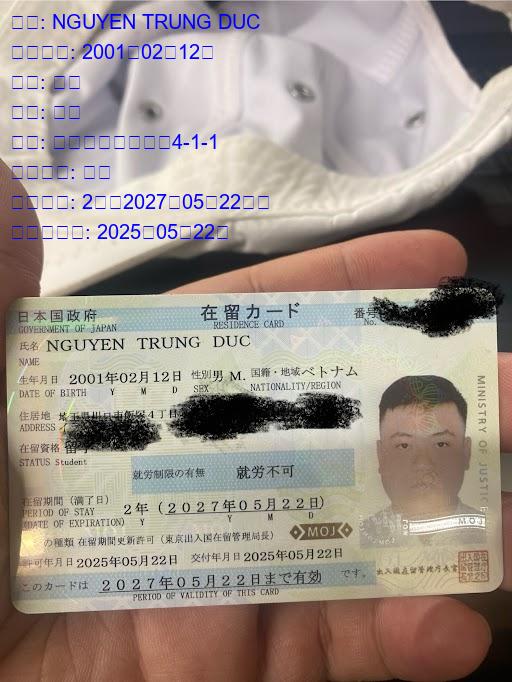 □□: NGUYEN TRUNG DUC
□□□□: 2001□02□12□
□□: □□
□□: □□
□□: □□□□□□□□4-1-1
□□□□: □□
□□□□: 2□□2027□05□22□□
□□□□□: 2025□05□22□
日本国政府 在留カード 番号
GOVERNMENT OF JAPAN RESIDENCE CARD No.
氏名 NGUYEN TRUNG DUC
NAME
生年月日 2001年02月12日 性別 男 M. 国籍・地域 ベトナム
DATE OF BIRTH Y M D SEX NATIONALITY/REGION
住居地 埼玉県川口市 4丁目
ADDRESS
在留資格 留学
STATUS Student
就労制限の有無 就労不可
在留期間（満了日） 2年（2027年05月22日）
PERIOD OF STAY
(DATE OF EXPIRATION) Y Y M D
の種類 在留期間更新許可（東京出入国在留管理局長） MOJ
許可年月日 2025年05月22日 交付年月日 2025年05月22日
このカードは 2027年05月22日まで有効 です。
PERIOD OF VALIDITY OF THIS CARD
MINISTRY OF JUSTICE
MOJ
出入国在留管理庁長官